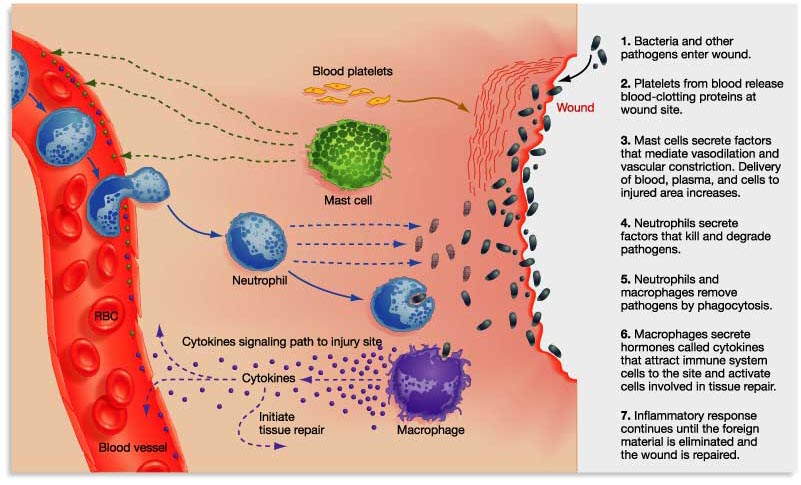 Blood platelets
Wound
Mast cell
Neutrophil
RBC
Cytokines signaling path to injury site
Cytokines
Initiate
tissue repair
Macrophage
Blood vessel
1. Bacteria and other
pathogens enter wound.
2. Platelets from blood release
blood-clotting proteins at
wound site.
3. Mast cells secrete factors
that mediate vasodilation and
vascular constriction. Delivery
of blood, plasma, and cells to
injured area increases.
4. Neutrophils secrete
factors that kill and degrade
pathogens.
5. Neutrophils and
macrophages remove
pathogens by phagocytosis.
6. Macrophages secrete
hormones called cytokines
that attract immune system
cells to the site and activate
cells involved in tissue repair.
7. Inflammatory response
continues until the foreign
material is eliminated and
the wound is repaired.